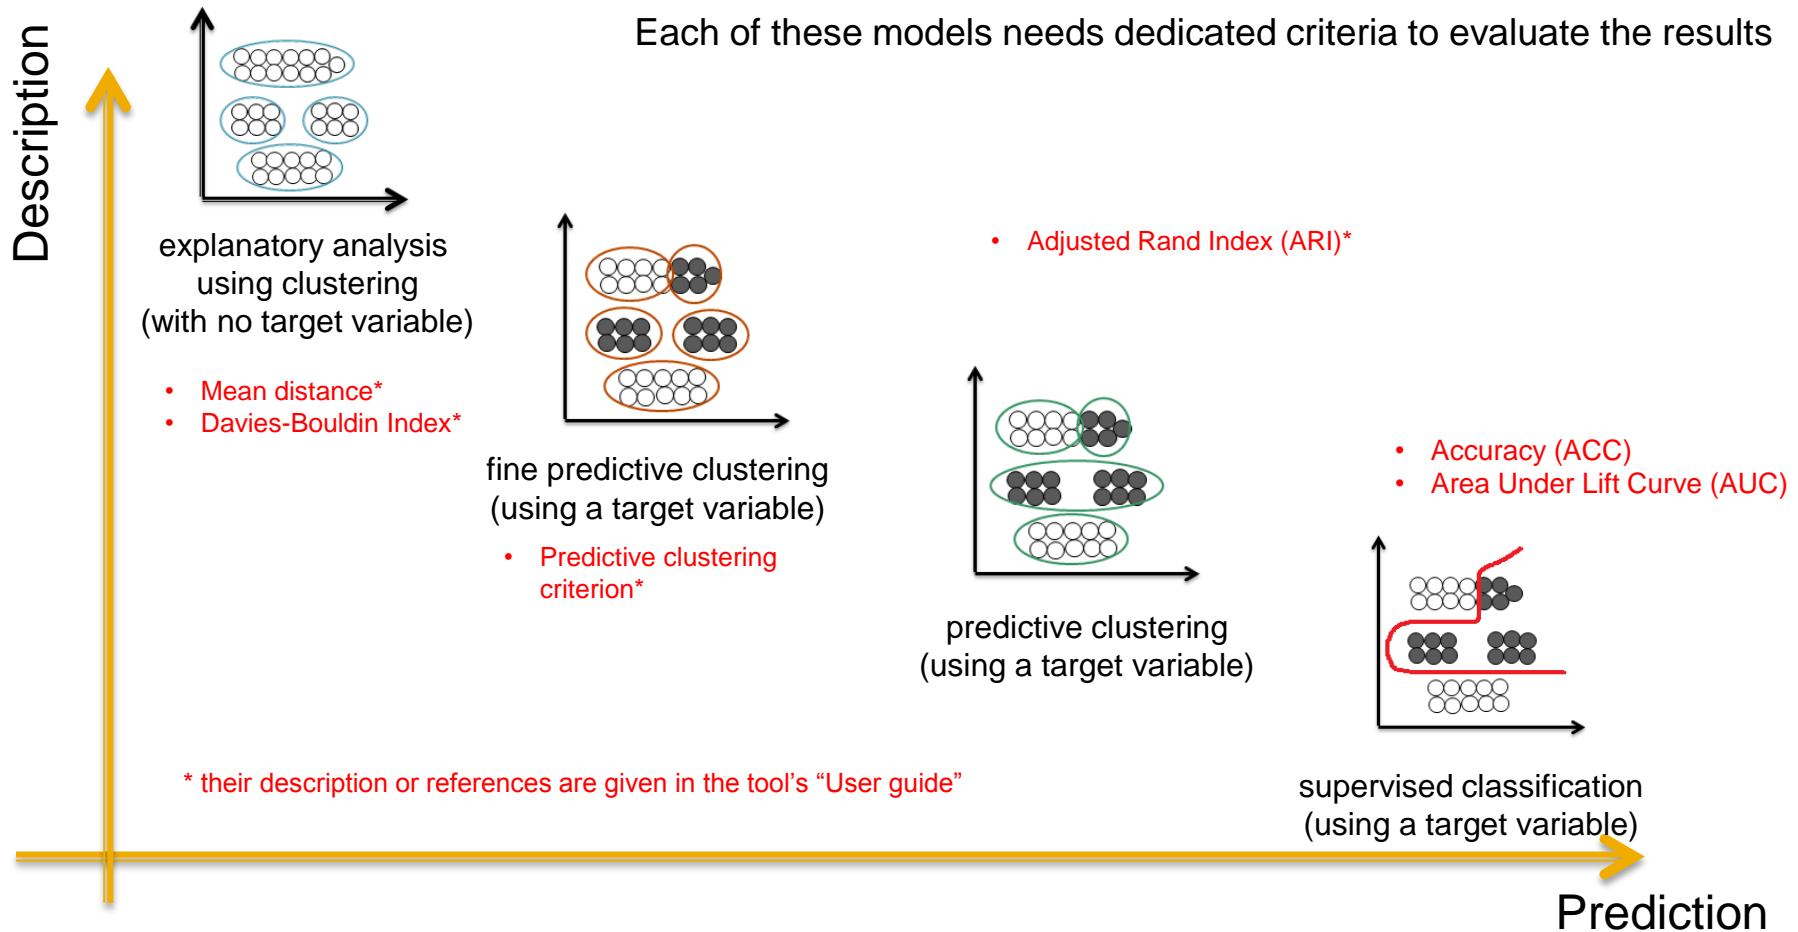 Each of these models needs dedicated criteria to evaluate the results
Description
explanatory analysis
using clustering
(with no target variable)
• Mean distance*
• Davies-Bouldin Index*
fine predictive clustering
(using a target variable)
• Predictive clustering
criterion*
• Adjusted Rand Index (ARI)*
predictive clustering
(using a target variable)
• Accuracy (ACC)
• Area Under Lift Curve (AUC)
supervised classification
(using a target variable)
* their description or references are given in the tool’s “User guide”
Prediction